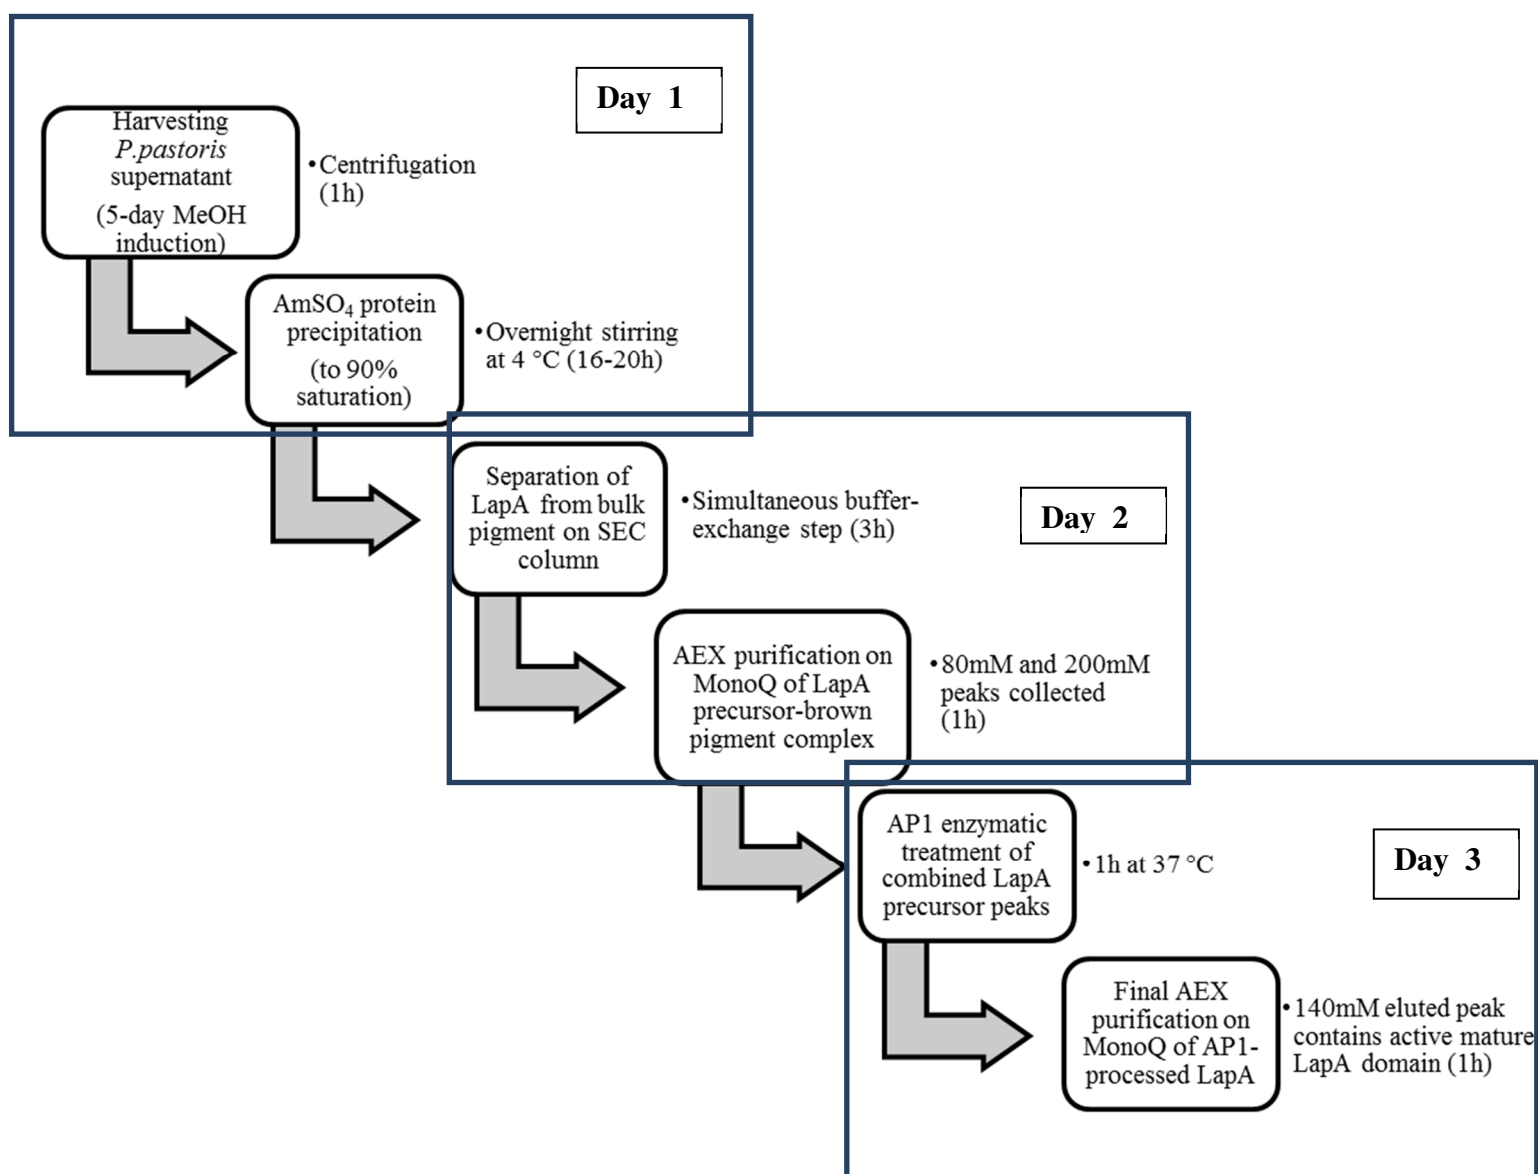 Day 1
Harvesting
P.pastoris
supernatant
(5-day MeOH
induction)
•Centrifugation
(1h)
AmSO₄ protein
precipitation
(to 90%
saturation)
•Overnight stirring
at 4 °C (16-20h)
Day 2
Separation of
LapA from bulk
pigment on SEC
column
•Simultaneous buffer-
exchange step (3h)
AEX purification on
MonoQ of LapA
precursor-brown
pigment complex
•80mM and 200mM
peaks collected
(1h)
Day 3
AP1 enzymatic
treatment of
combined LapA
precursor peaks
•1h at 37 °C
Final AEX
purification on
MonoQ of AP1-
processed LapA
•140mM eluted peak
contains active mature
LapA domain (1h)